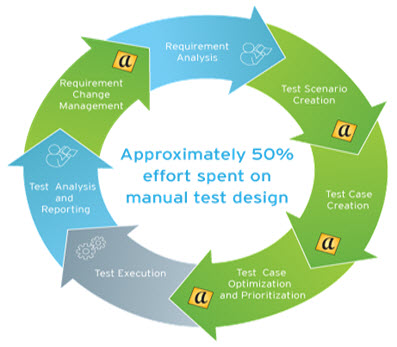 Requirement
Analysis
Test Scenario
Creation
a
Test Case
Creation
a
Test Case
Optimization
and Prioritization
a
Test Execution
Test Analysis
and
Reporting
Requirement
Change
Management
a
Approximately 50%
effort spent on
manual test design